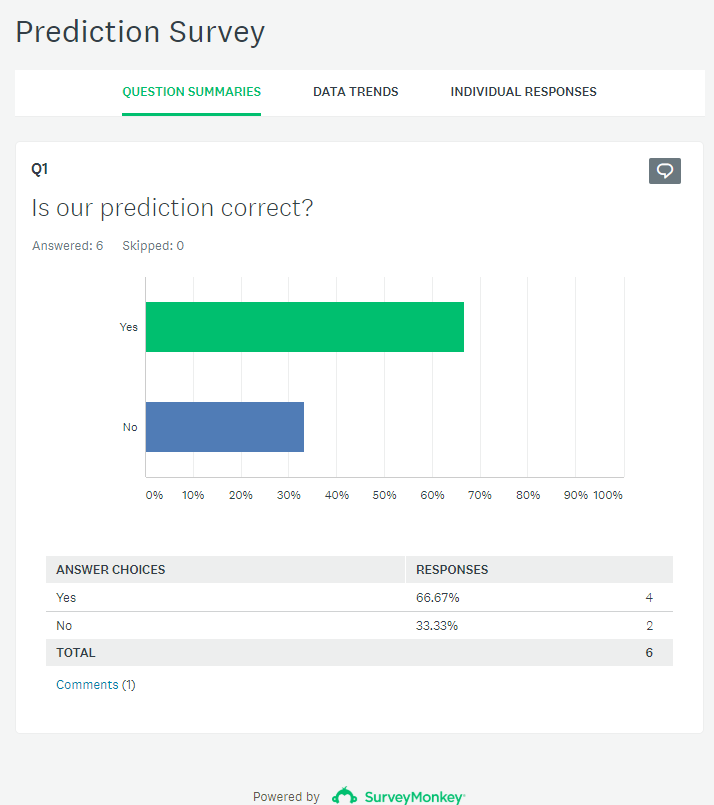 Prediction Survey
QUESTION SUMMARIES DATA TRENDS INDIVIDUAL RESPONSES
Q1
Is our prediction correct?
Answered: 6 Skipped: 0
Yes
No
0% 10% 20% 30% 40% 50% 60% 70% 80% 90% 100%
ANSWER CHOICES RESPONSES
Yes 66.67% 4
No 33.33% 2
TOTAL 6
Comments (1)
Powered by SurveyMonkey